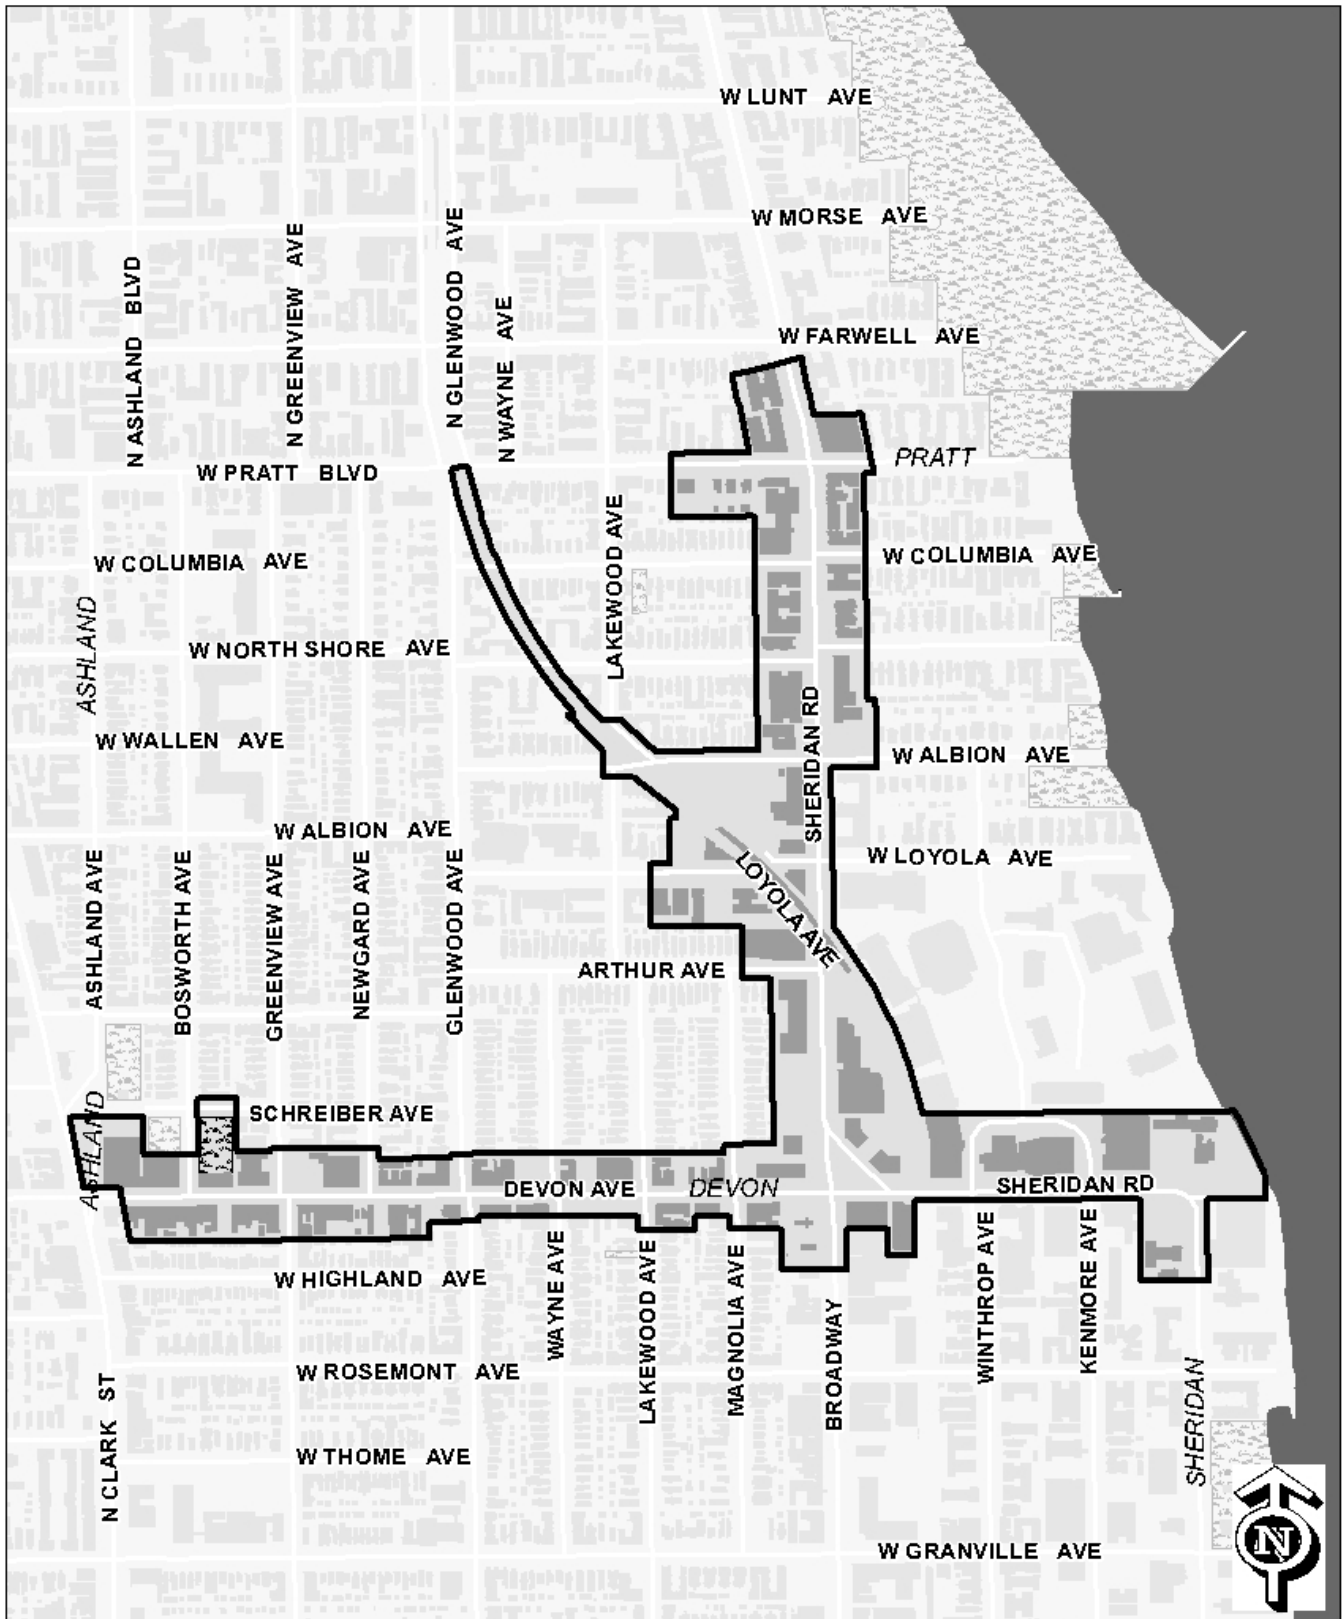 W LUNT AVE
W MORSE AVE
W FARWELL AVE
N ASHLAND BLVD
N GREENVIEW AVE
N GLENWOOD AVE
N WAYNE AVE
W PRATT BLVD
PRATT
W COLUMBIA AVE
W COLUMBIA AVE
LAKEWOOD AVE
ASHLAND
W NORTH SHORE AVE
W WALLEN AVE
SHERIDAN RD
W ALBION AVE
W ALBION AVE
W LOYOLA AVE
LOYOLA AVE
ASHLAND AVE
BOSWORTH AVE
GREENVIEW AVE
NEWGARD AVE
GLENWOOD AVE
ARTHUR AVE
ASHLAND
SCHREIBER AVE
DEVON AVE
DEVON
SHERIDAN RD
W HIGHLAND AVE
WAYNE AVE
LAKEWOOD AVE
MAGNOLIA AVE
BROADWAY
WINTHROP AVE
KENMORE AVE
SHERIDAN
W ROSEMONT AVE
N CLARK ST
W THOME AVE
W GRANVILLE AVE
N